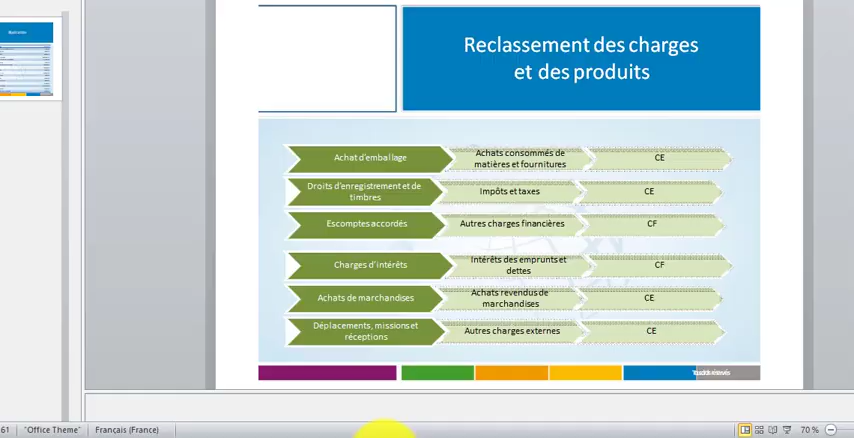 Reclassement des charges
et des produits
Achat d'emballage
Achats consommés de
matières et fournitures
CE
Droits d'enregistrement et de
timbres
Impôts et taxes
CE
Escomptes accordés
Autres charges financières
CF
Charges d'intérêts
Intérêts des emprunts et
dettes
CF
Achats de marchandises
Achats revendus de
marchandises
CE
Déplacements, missions et
réceptions
Autres charges externes
CE
61
"Office Theme"
Français (France)
70 %